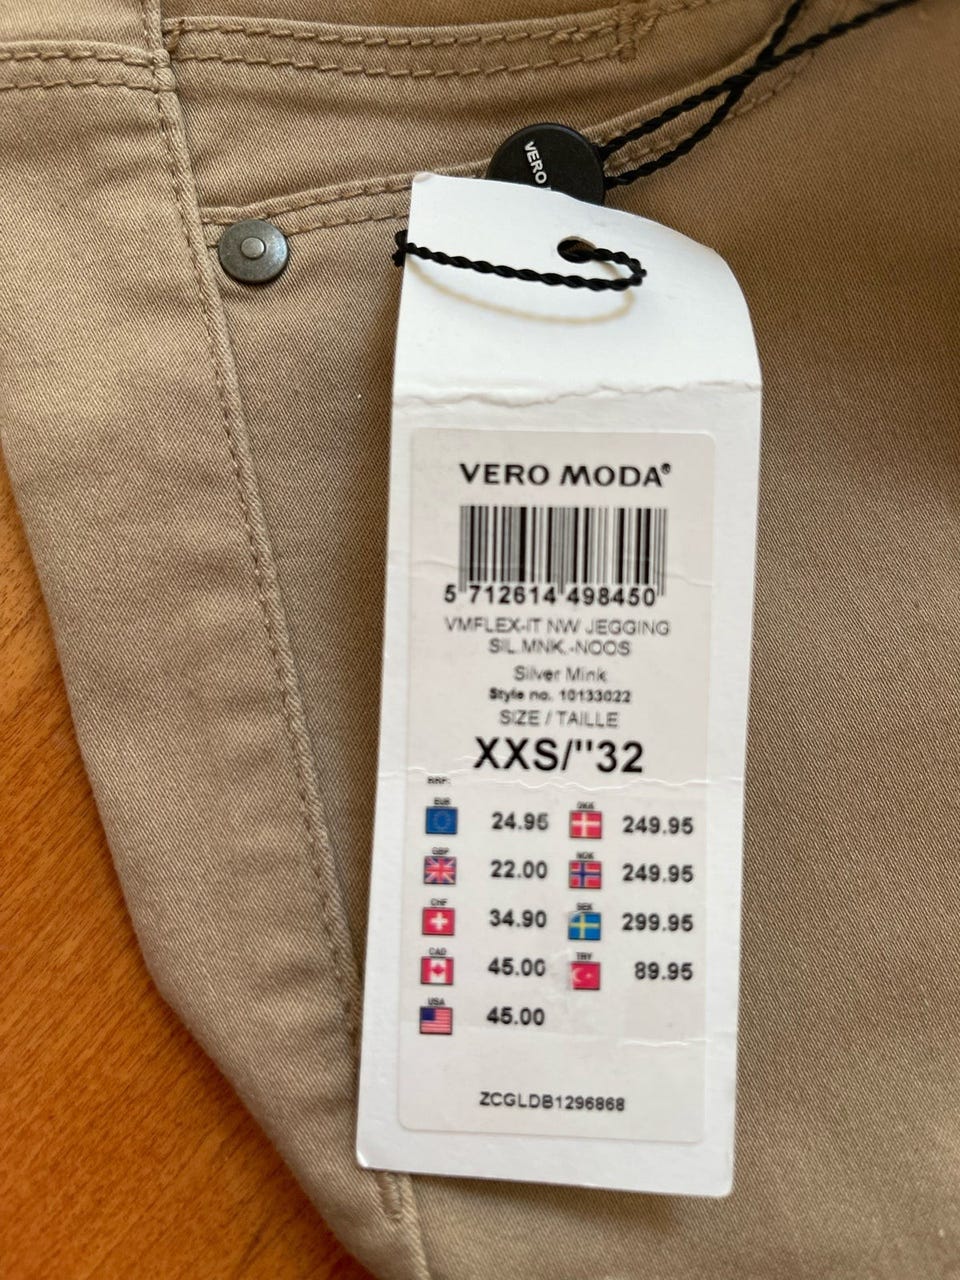 VERO
VERO MODA®
5 712614 498450
VMFLEX-IT NW JEGGING
SIL.MNK.-NOOS
Silver Mink
Style no. 10133022
SIZE / TAILLE
XXS/"32
RRP:
EUR 24.95 DKK 249.95
GBP 22.00 NOK 249.95
CHF 34.90 SEK 299.95
CAD 45.00 TRY 89.95
USA 45.00
ZCGLDB1296868